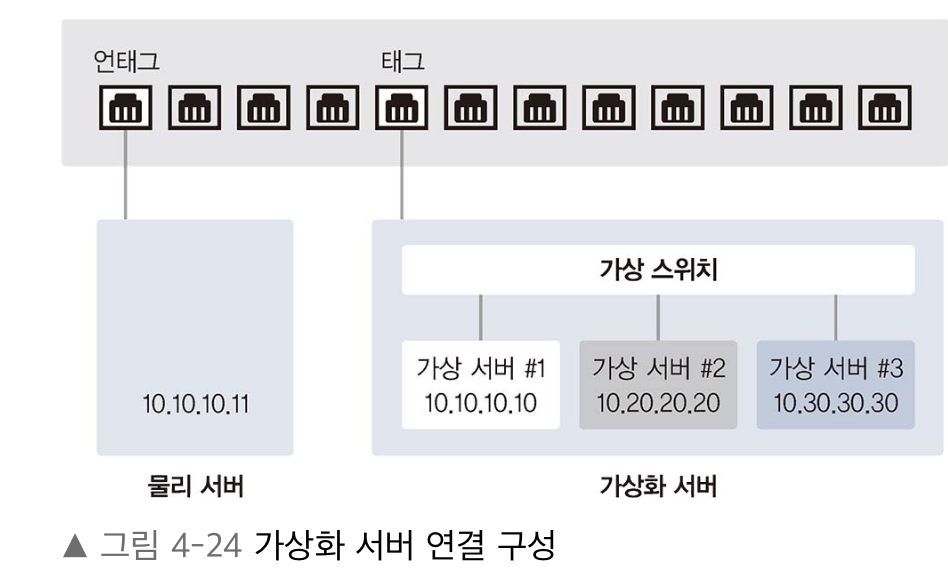 언태그 태그
가상 스위치
가상 서버 #1 가상 서버 #2 가상 서버 #3
10.10.10.11 10.10.10.10 10.20.20.20 10.30.30.30
물리 서버 가상화 서버
▲ 그림 4-24 가상화 서버 연결 구성